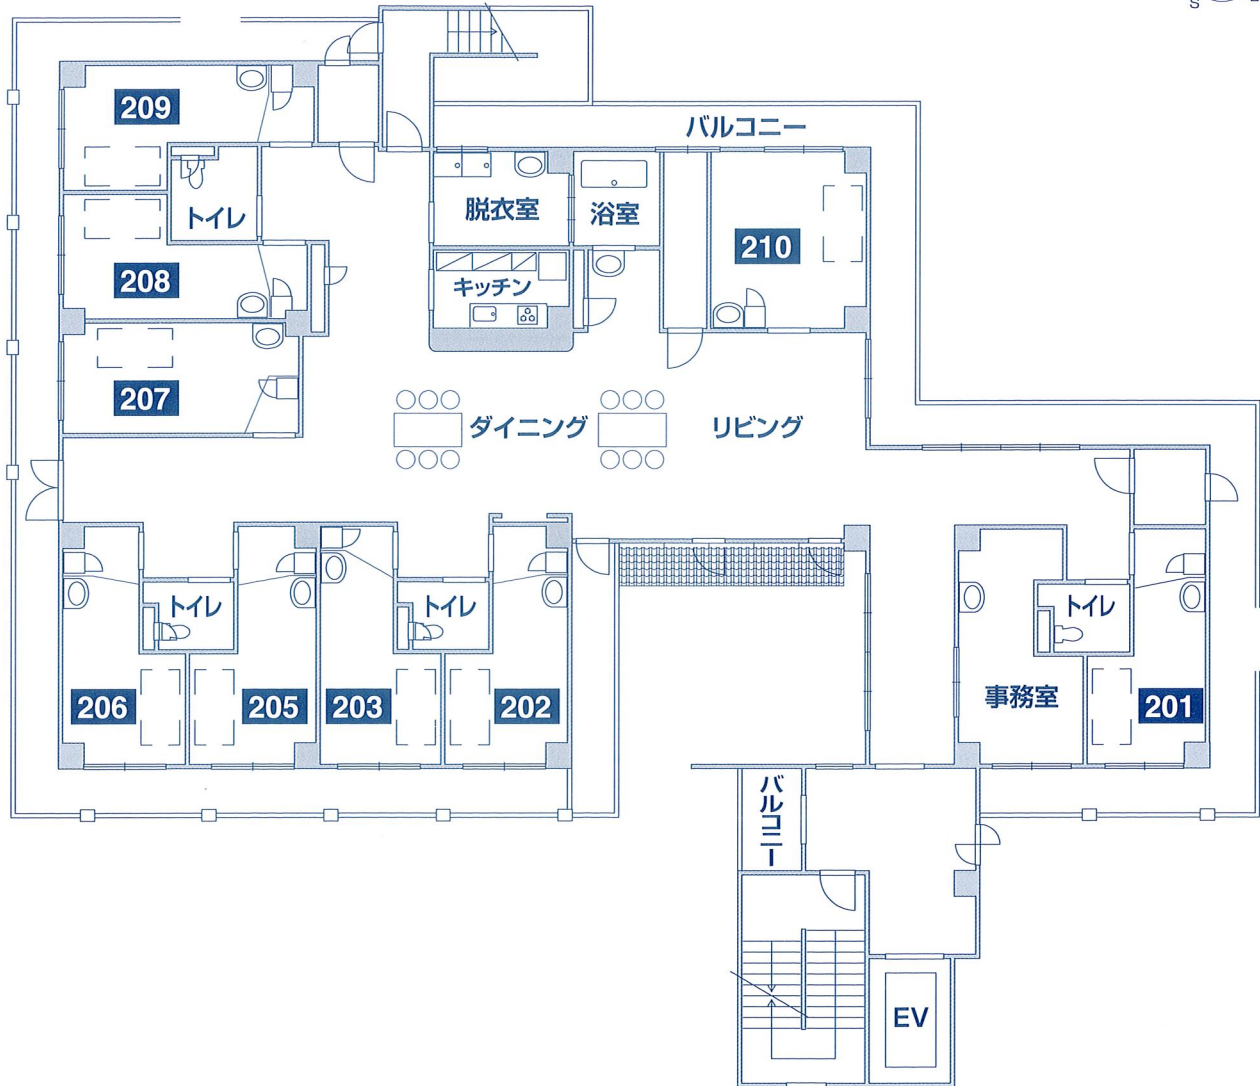 S
209
バルコニー
脱衣室
浴室
トイレ
210
208
キッチン
207
ダイニング
リビング
トイレ
トイレ
トイレ
206
205
203
202
事務室
201
バルコニー
EV